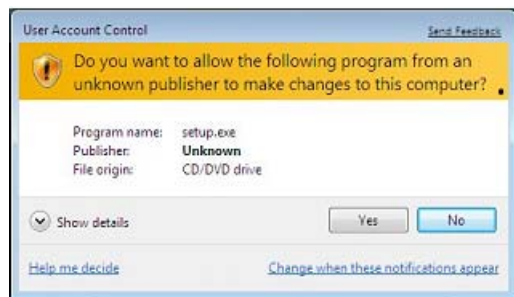 User Account Control
Send Feedback
Do you want to allow the following program from an
unknown publisher to make changes to this computer?
Program name: setup.exe
Publisher: Unknown
File origin: CD/DVD drive
Show details
Yes
No
Help me decide
Change when these notifications appear